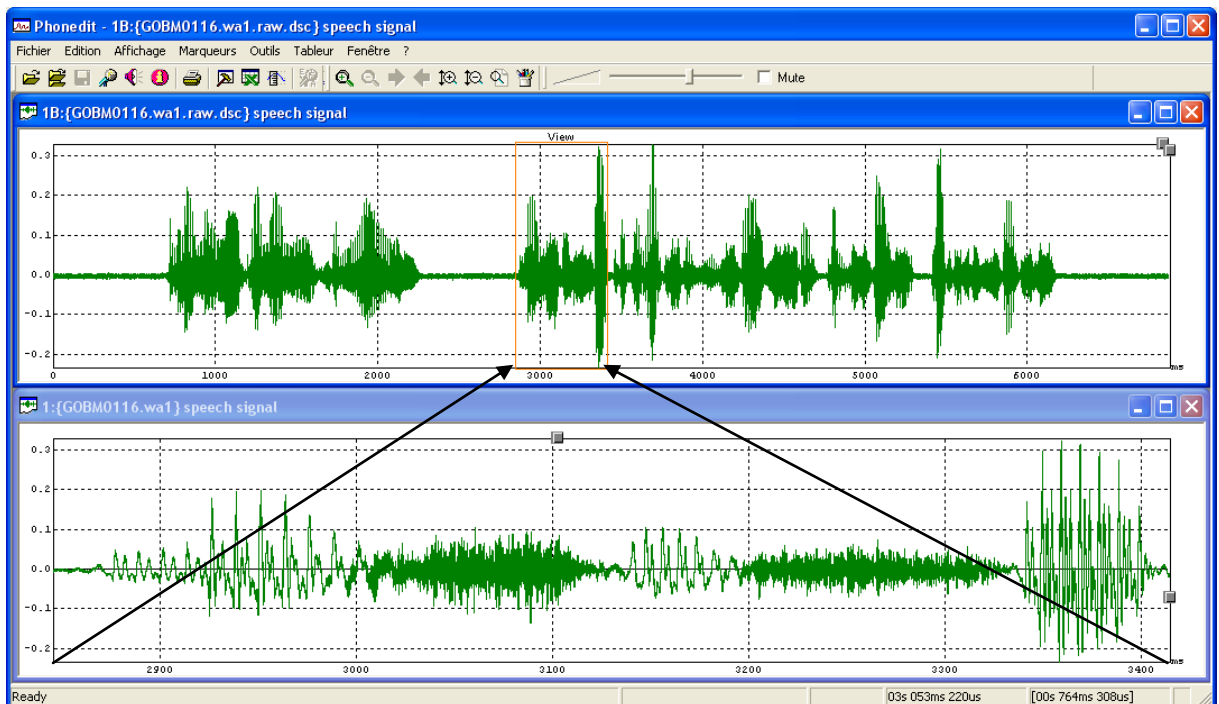 Phonedit - 1B:{GOBM0116.wa1.raw.dsc} speech signal
Fichier Edition Affichage Marqueurs Outils Tableur Fenêtre ?
Mute
1B:{GOBM0116.wa1.raw.dsc} speech signal
View
0.3
0.2
0.1
0.0
-0.1
-0.2
0 1000 2000 3000 4000 5000 6000 ms
1:{GOBM0116.wa1} speech signal
0.3
0.2
0.1
0.0
-0.1
-0.2
2900 3000 3100 3200 3300 3400 ms
Ready 03s 053ms 220us [00s 764ms 308us]